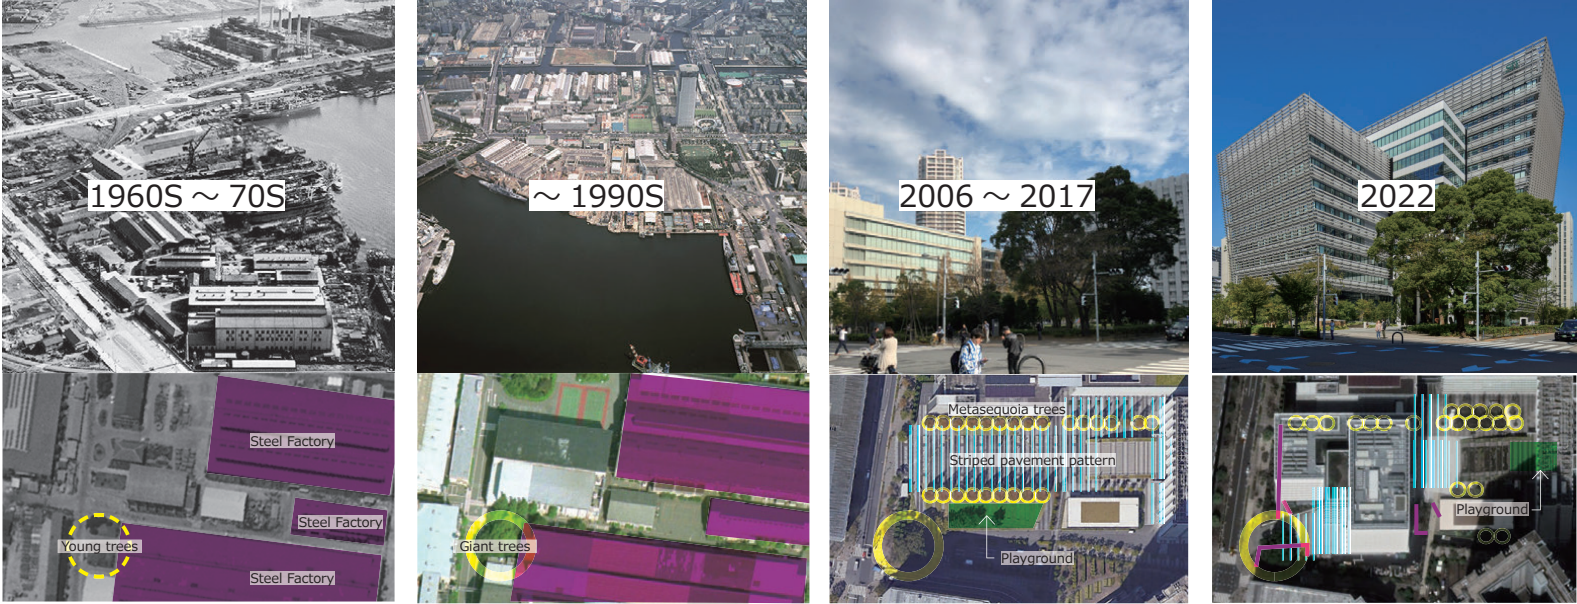 1960S ～ 70S
～ 1990S
2006 ～ 2017
2022
Steel Factory
Steel Factory
Young trees
Steel Factory
Giant trees
Metasequoia trees
Striped pavement pattern
Playground
Playground